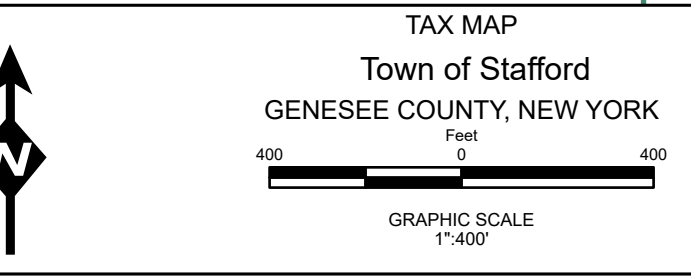 TAX MAP
Town of Stafford
GENESEE COUNTY, NEW YORK
Feet
400 0 400
GRAPHIC SCALE
1":400'
N